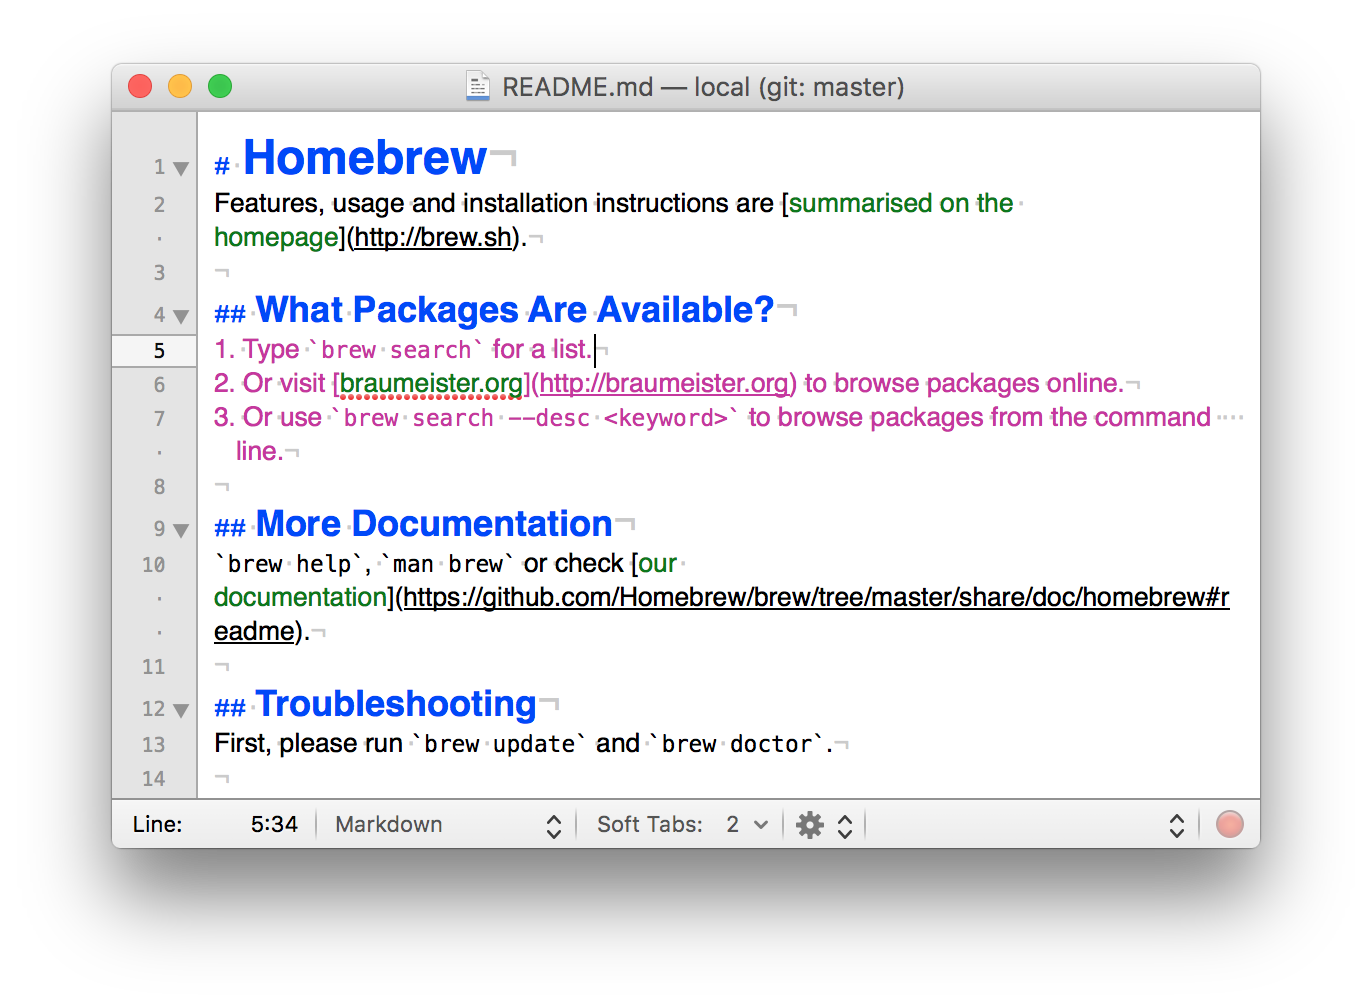 README.md — local (git: master)
1 # Homebrew¬
2 Features, usage and installation instructions are [summarised on the
· homepage](http://brew.sh).¬
3 ¬
4 ## What Packages Are Available?¬
5 1. Type `brew search` for a list.¬
6 2. Or visit [braumeister.org](http://braumeister.org) to browse packages online.¬
7 3. Or use `brew search --desc <keyword>` to browse packages from the command
· line.¬
8 ¬
9 ## More Documentation¬
10 `brew help`, `man brew` or check [our
· documentation](https://github.com/Homebrew/brew/tree/master/share/doc/homebrew#r
· eadme).¬
11 ¬
12 ## Troubleshooting¬
13 First, please run `brew update` and `brew doctor`.¬
14 ¬
Line: 5:34 Markdown Soft Tabs: 2